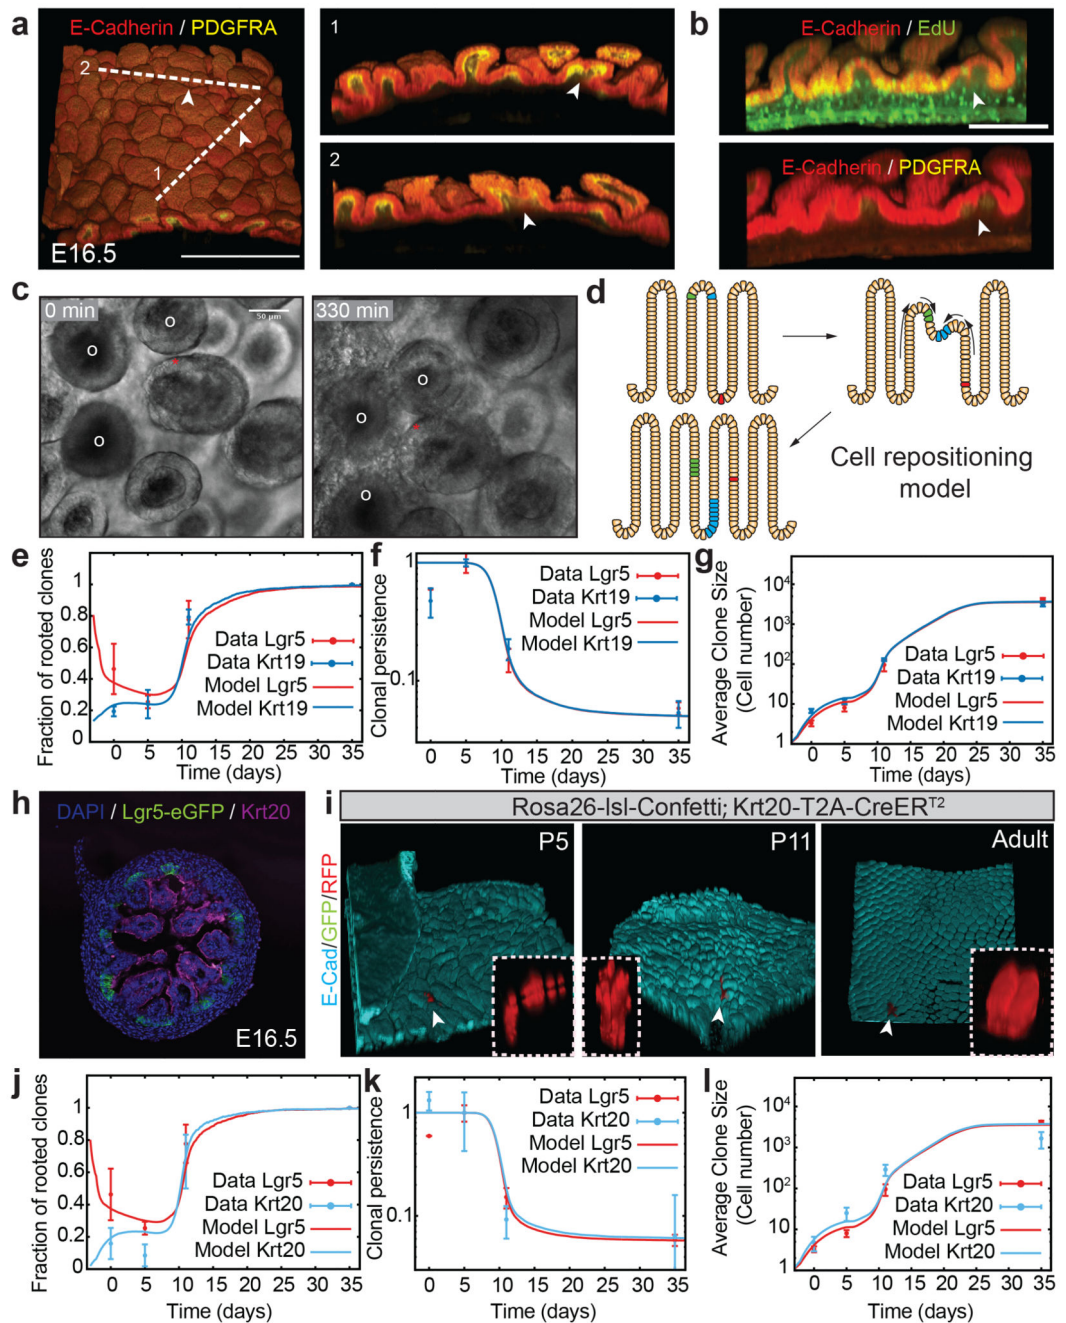 a
E-Cadherin / PDGFRA
2
1
E16.5
1
2
b
E-Cadherin / EdU
E-Cadherin / PDGFRA
c
0 min
50 μm
o
o
o
330 min
o
o
o
d
Cell repositioning
model
e
Fraction of rooted clones
1
0.8
0.6
0.4
0.2
0
Data Lgr5
Data Krt19
Model Lgr5
Model Krt19
0 5 10 15 20 25 30 35
Time (days)
f
Clonal persistence
1
0.1
Data Lgr5
Data Krt19
Model Lgr5
Model Krt19
0 5 10 15 20 25 30 35
Time (days)
g
Average Clone Size
(Cell number)
10⁴
10³
10²
10
1
Data Lgr5
Data Krt19
Model Lgr5
Model Krt19
0 5 10 15 20 25 30 35
Time (days)
h
DAPI / Lgr5-eGFP / Krt20
E16.5
i
Rosa26-lsl-Confetti; Krt20-T2A-CreERᵀ²
E-Cad/GFP/RFP
P5
P11
Adult
j
Fraction of rooted clones
1
0.8
0.6
0.4
0.2
0
Data Lgr5
Data Krt20
Model Lgr5
Model Krt20
0 5 10 15 20 25 30 35
Time (days)
k
Clonal persistence
1
0.1
Data Lgr5
Data Krt20
Model Lgr5
Model Krt20
0 5 10 15 20 25 30 35
Time (days)
l
Average Clone Size
(Cell number)
10⁴
10³
10²
10
1
Data Lgr5
Data Krt20
Model Lgr5
Model Krt20
0 5 10 15 20 25 30 35
Time (days)